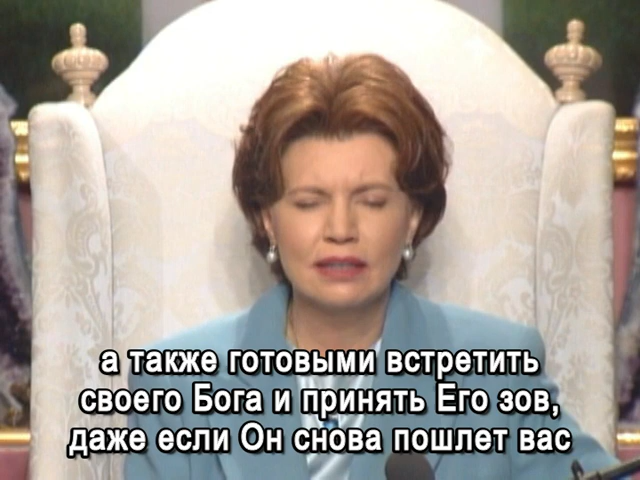 а также готовыми встретить
своего Бога и принять Его зов,
даже если Он снова пошлет вас